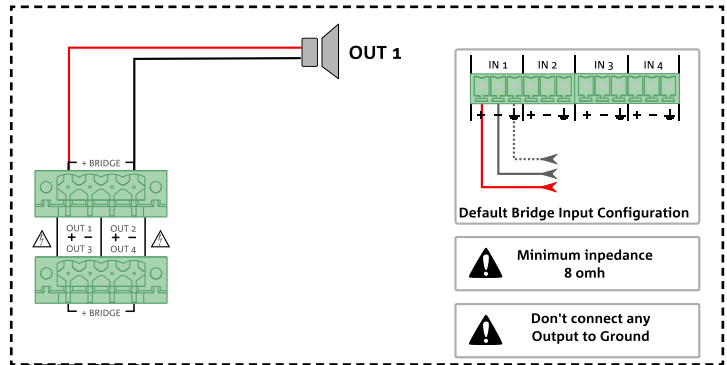 OUT 1
+ BRIDGE -
OUT 1 OUT 2
+ - + -
OUT 3 OUT 4
+ BRIDGE -
IN 1 IN 2 IN 3 IN 4
+ - + - + - + -
Default Bridge Input Configuration
Minimum inpedance
8 omh
Don't connect any
Output to Ground